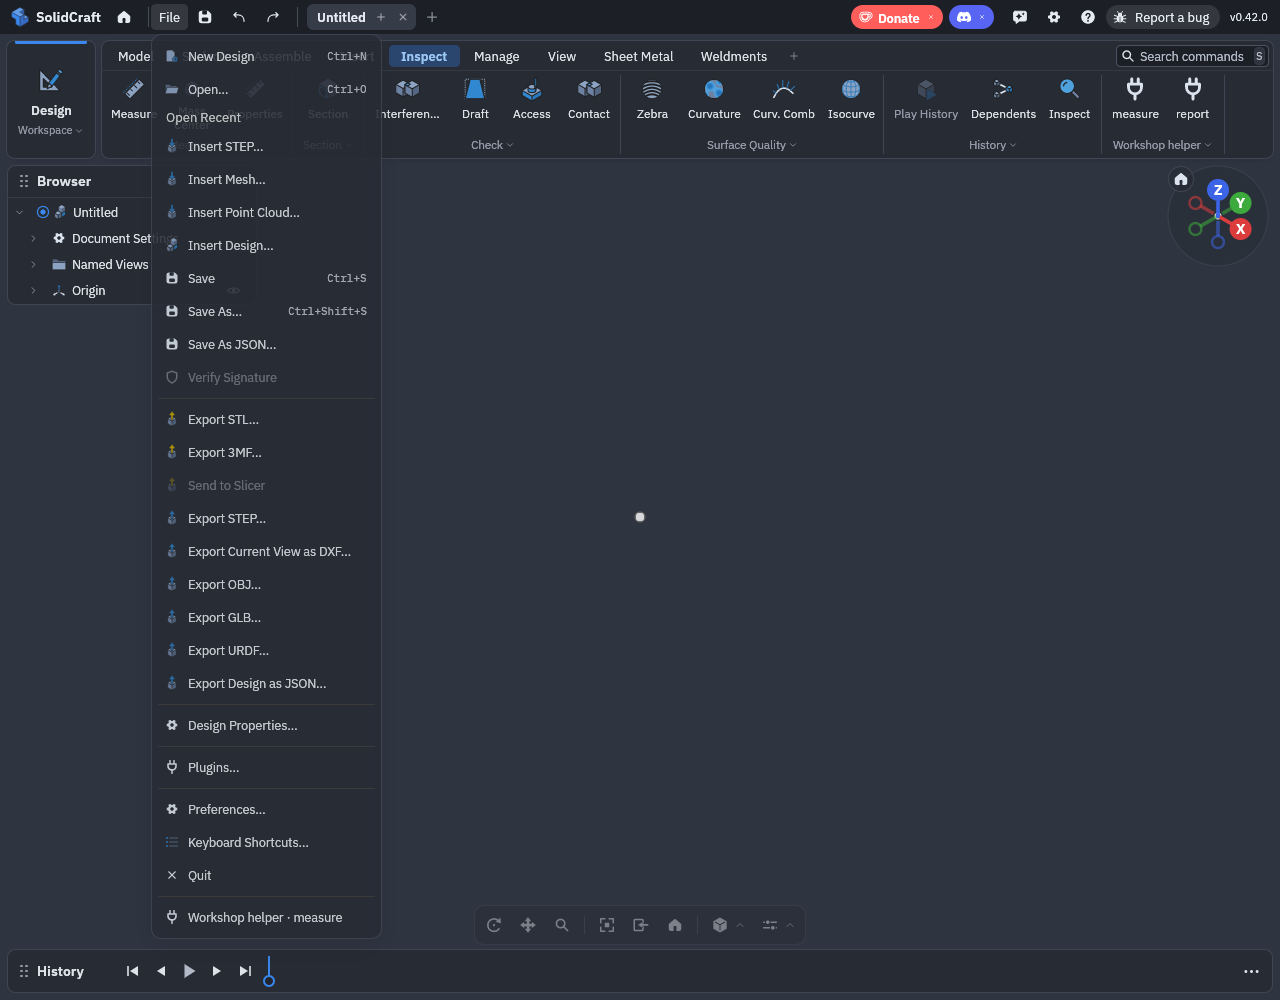 SolidCraft
File
Untitled
Donate
Report a bug
v0.42.0
Design
Workspace
Inspect
Manage
View
Sheet Metal
Weldments
Search commands
S
Measure
Interferen...
Draft
Access
Contact
Zebra
Curvature
Curv. Comb
Isocurve
Play History
Dependents
Inspect
measure
report
Check
Surface Quality
History
Workshop helper
Browser
Untitled
Document Settings
Named Views
Origin
New Design Ctrl+N
Open... Ctrl+O
Open Recent
Insert STEP...
Insert Mesh...
Insert Point Cloud...
Insert Design...
Save Ctrl+S
Save As... Ctrl+Shift+S
Save As JSON...
Verify Signature
Export STL...
Export 3MF...
Send to Slicer
Export STEP...
Export Current View as DXF...
Export OBJ...
Export GLB...
Export URDF...
Export Design as JSON...
Design Properties...
Plugins...
Preferences...
Keyboard Shortcuts...
Quit
Workshop helper · measure
Z
Y
X
History